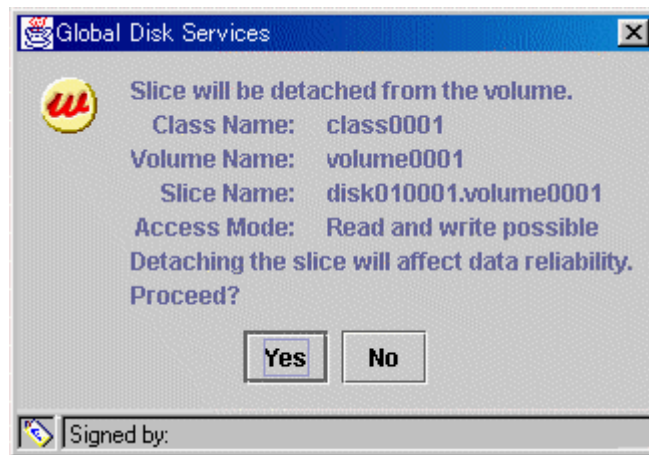 Global Disk Services
Slice will be detached from the volume.
Class Name: class0001
Volume Name: volume0001
Slice Name: disk010001.volume0001
Access Mode: Read and write possible
Detaching the slice will affect data reliability.
Proceed?
Yes No
Signed by: